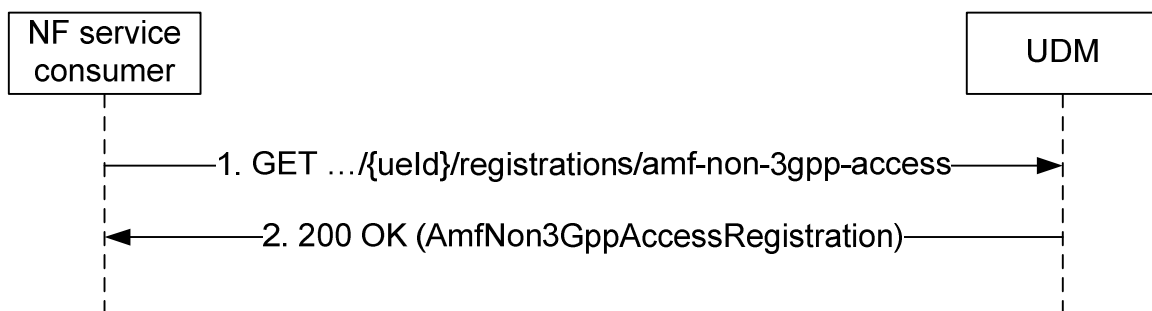 NF service
consumer
UDM
1. GET …/{ueId}/registrations/amf-non-3gpp-access
2. 200 OK (AmfNon3GppAccessRegistration)